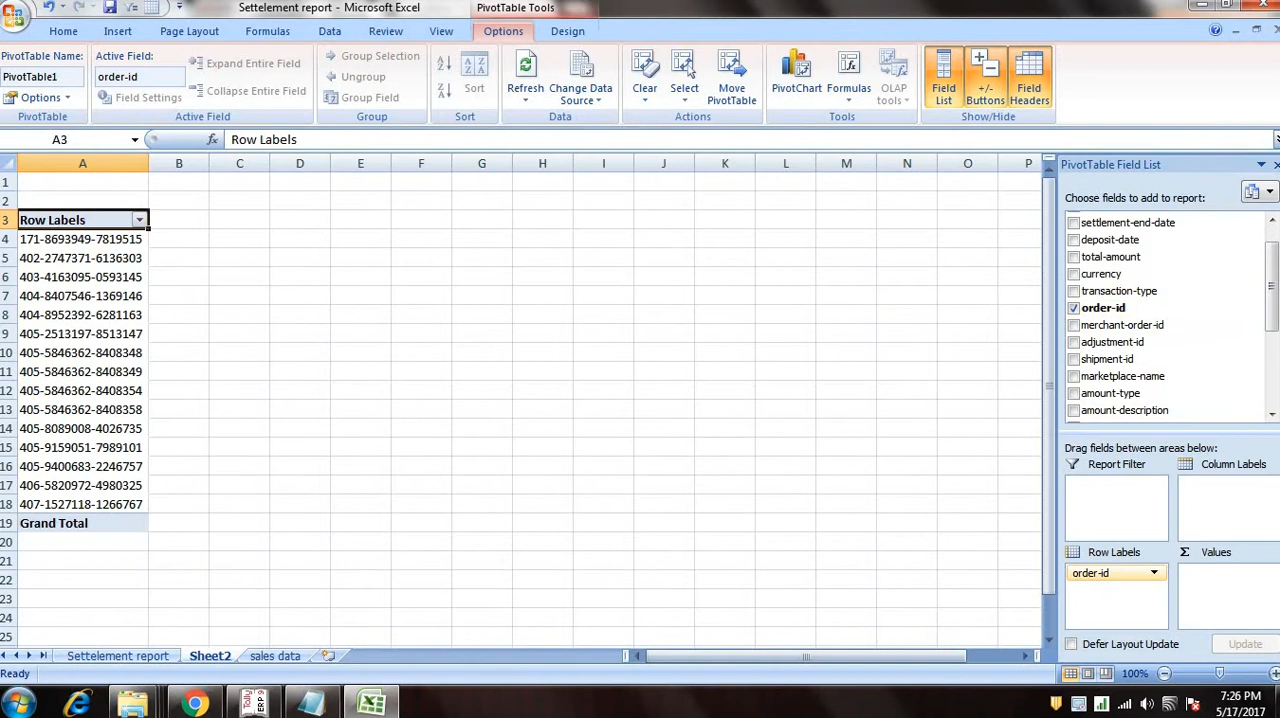 Settelement report - Microsoft Excel
PivotTable Tools
Home Insert Page Layout Formulas Data Review View Options Design
PivotTable Name:
PivotTable1
Options
PivotTable
Active Field:
order-id
Field Settings
Expand Entire Field
Collapse Entire Field
Active Field
Group Selection
Ungroup
Group Field
Group
Sort
Sort
Refresh
Change Data Source
Data
Clear
Select
Move PivotTable
Actions
PivotChart
Formulas
OLAP tools
Tools
Field List
+/- Buttons
Field Headers
Show/Hide
A3
fx
Row Labels
A B C D E F G H I J K L M N O P
1
2
3 Row Labels
4 171-8693949-7819515
5 402-2747371-6136303
6 403-4163095-0593145
7 404-8407546-1369146
8 404-8952392-6281163
9 405-2513197-8513147
10 405-5846362-8408348
11 405-5846362-8408349
12 405-5846362-8408354
13 405-5846362-8408358
14 405-8089008-4026735
15 405-9159051-7989101
16 405-9400683-2246757
17 406-5820972-4980325
18 407-1527118-1266767
19 Grand Total
20
21
22
23
24
25
PivotTable Field List
Choose fields to add to report:
settlement-end-date
deposit-date
total-amount
currency
transaction-type
order-id
merchant-order-id
adjustment-id
shipment-id
marketplace-name
amount-type
amount-description
Drag fields between areas below:
Report Filter
Column Labels
Row Labels
Σ Values
order-id
Defer Layout Update
Update
Settelement report Sheet2 sales data
Ready
100%
Tally ERP 9
7:26 PM
5/17/2017